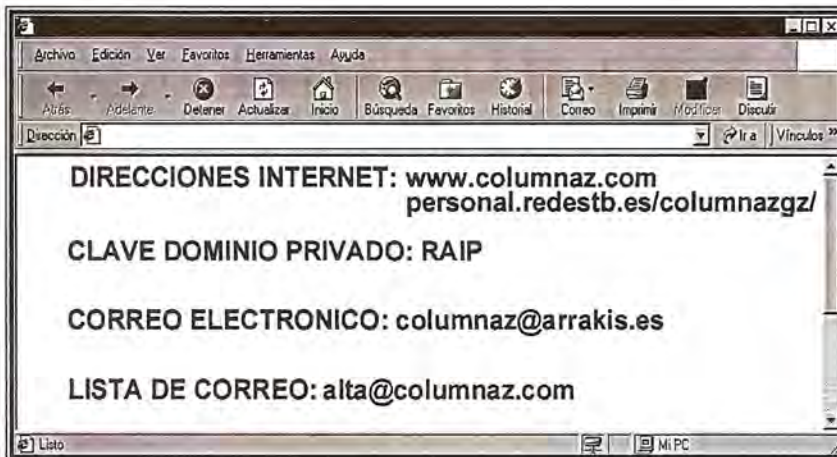 Archivo Edición Ver Favoritos Herramientas Ayuda
Atrás Adelante Detener Actualizar Inicio Búsqueda Favoritos Historial Correo Imprimir Modificar Discutir
Dirección Ir a Vínculos »
DIRECCIONES INTERNET: www.columnaz.com
personal.redestb.es/columnazgz/
CLAVE DOMINIO PRIVADO: RAIP
CORREO ELECTRONICO: columnaz@arrakis.es
LISTA DE CORREO: alta@columnaz.com
Listo Mi PC